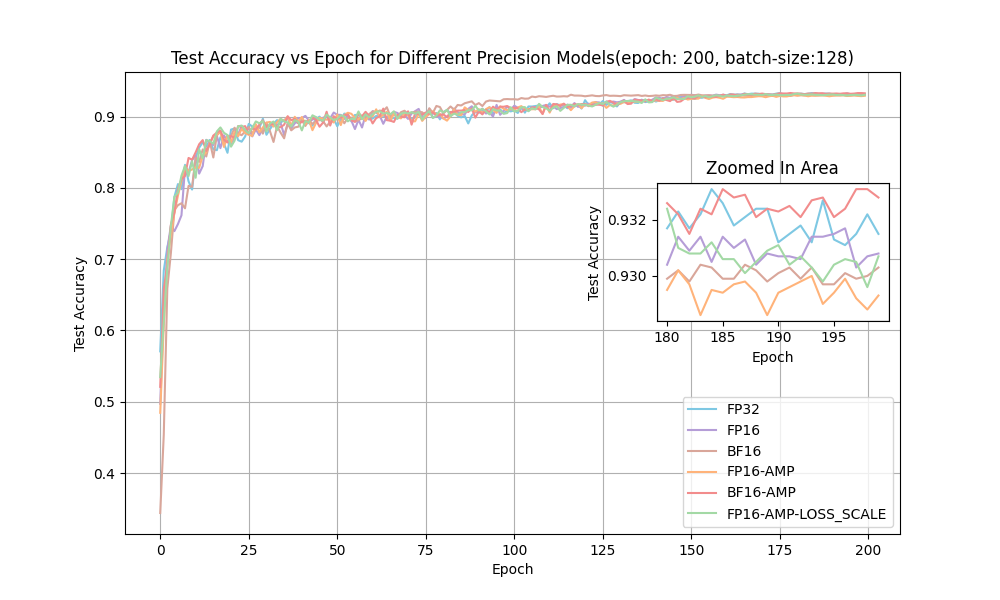 Test Accuracy vs Epoch for Different Precision Models(epoch: 200, batch-size:128)
Test Accuracy
0.9
0.8
0.7
0.6
0.5
0.4
0
25
50
75
100
125
150
175
200
Epoch
Zoomed In Area
Test Accuracy
0.932
0.930
180
185
190
195
Epoch
FP32
FP16
BF16
FP16-AMP
BF16-AMP
FP16-AMP-LOSS_SCALE